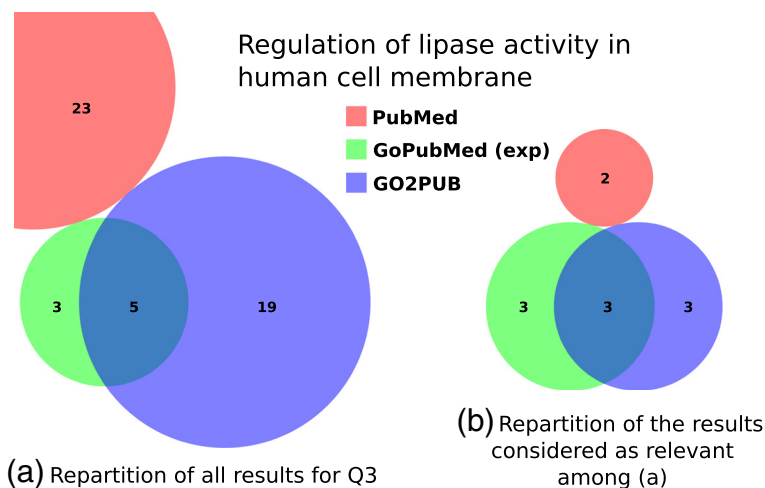 Regulation of lipase activity in
human cell membrane
PubMed
GoPubMed (exp)
GO2PUB
23
3
5
19
(a) Repartition of all results for Q3
2
3
3
3
(b) Repartition of the results
considered as relevant
among (a)